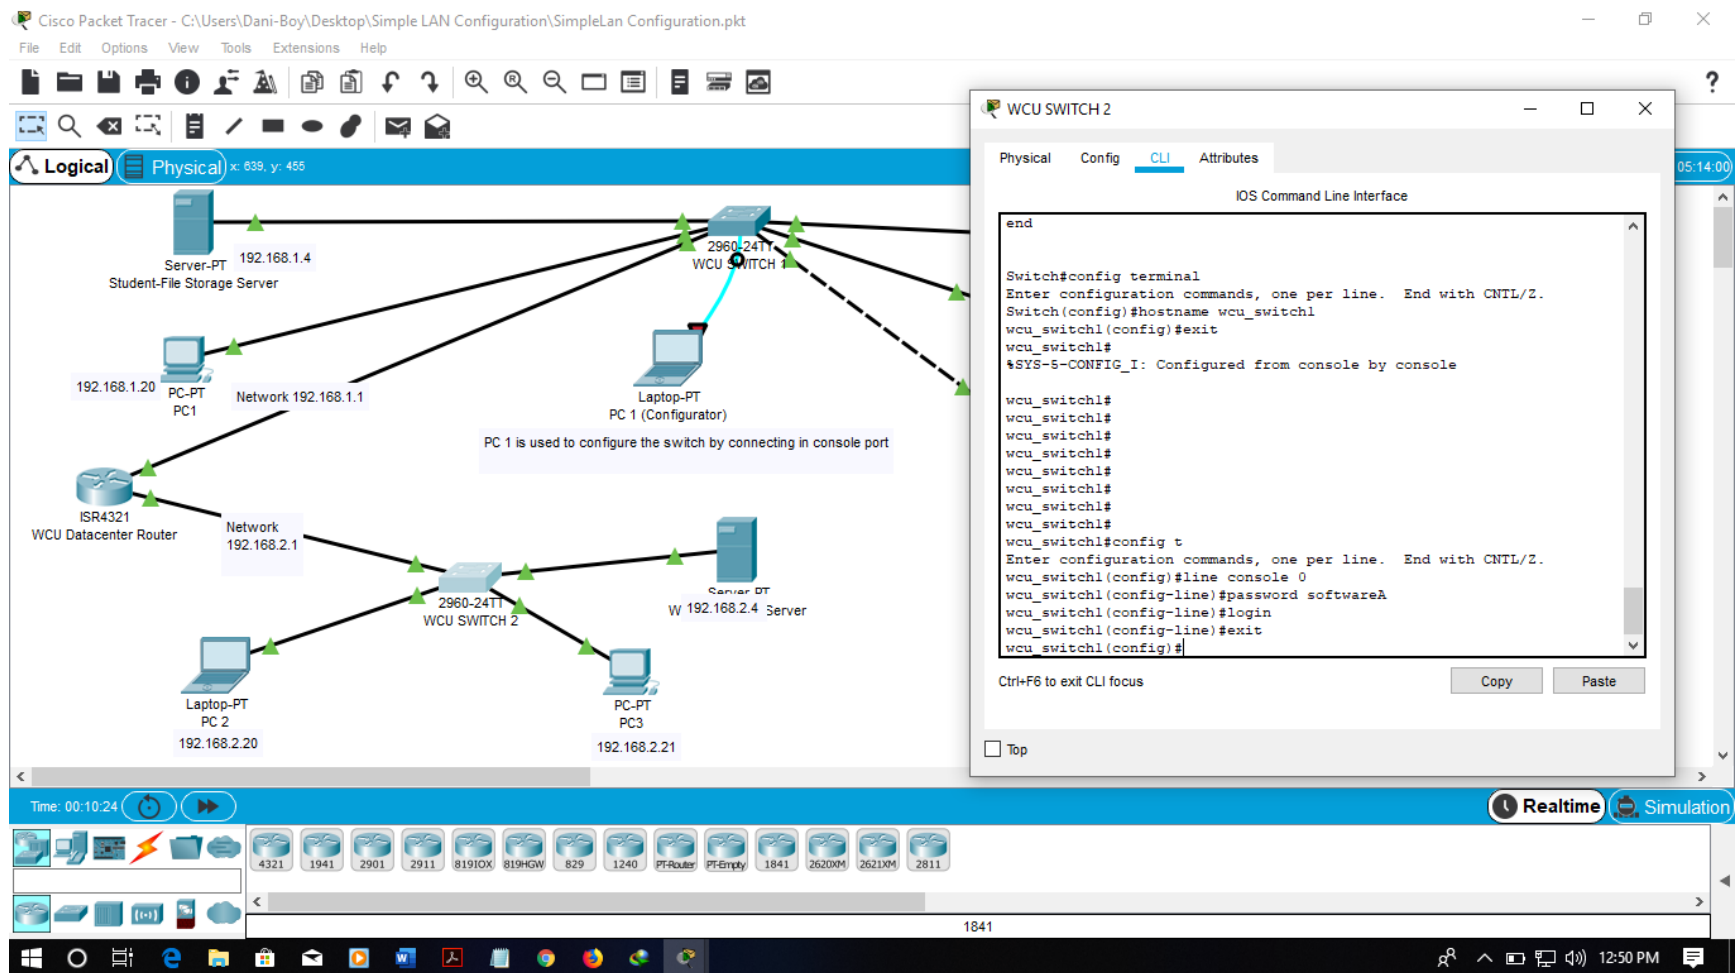 Cisco Packet Tracer - C:\Users\Dani-Boy\Desktop\Simple LAN Configuration\SimpleLan Configuration.pkt
File Edit Options View Tools Extensions Help
Logical
Physical
x: 639, y: 455
05:14:00
192.168.1.4
Server-PT
Student-File Storage Server
2960-24TT
WCU SWITCH 1
192.168.1.20
PC-PT
PC1
Network 192.168.1.1
Laptop-PT
PC 1 (Configurator)
PC 1 is used to configure the switch by connecting in console port
ISR4321
WCU Datacenter Router
Network
192.168.2.1
2960-24TT
WCU SWITCH 2
Server-PT
W 192.168.2.4 Server
Laptop-PT
PC 2
192.168.2.20
PC-PT
PC3
192.168.2.21
WCU SWITCH 2
Physical Config CLI Attributes
IOS Command Line Interface
end
Switch#config terminal
Enter configuration commands, one per line. End with CNTL/Z.
Switch(config)#hostname wcu_switch1
wcu_switch1(config)#exit
wcu_switch1#
%SYS-5-CONFIG_I: Configured from console by console
wcu_switch1#
wcu_switch1#
wcu_switch1#
wcu_switch1#
wcu_switch1#
wcu_switch1#
wcu_switch1#
wcu_switch1#
wcu_switch1#config t
Enter configuration commands, one per line. End with CNTL/Z.
wcu_switch1(config)#line console 0
wcu_switch1(config-line)#password softwareA
wcu_switch1(config-line)#login
wcu_switch1(config-line)#exit
wcu_switch1(config)#
Ctrl+F6 to exit CLI focus
Copy
Paste
Top
Time: 00:10:24
Realtime
Simulation
4321 1941 2901 2911 819IOX 819HGW 829 1240 PT-Router PT-Empty 1841 2620XM 2621XM 2811
1841
12:50 PM